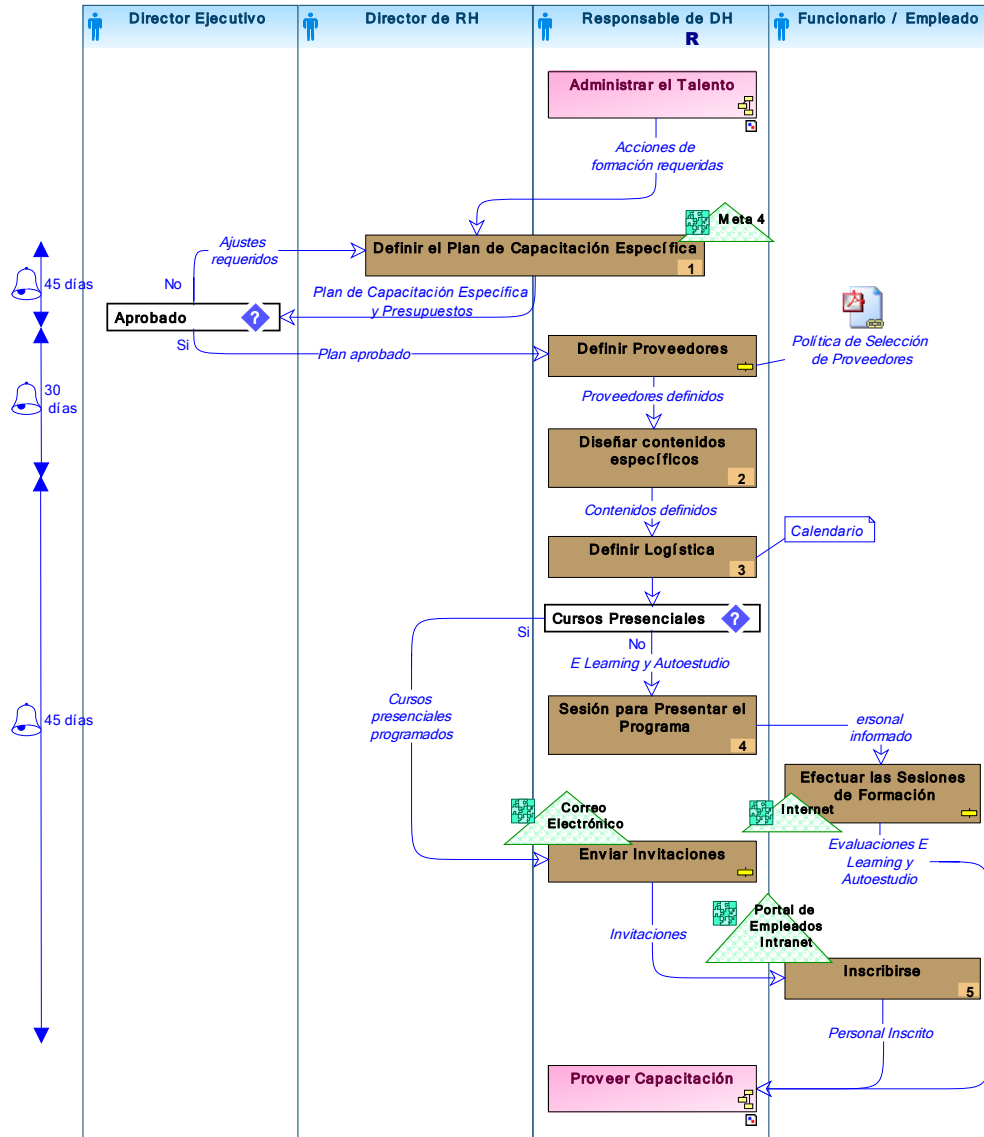 Director Ejecutivo
Director de RH
Responsable de DH
R
Funcionario / Empleado
Administrar el Talento
Acciones de
formación requeridas
Meta 4
Ajustes
requeridos
Definir el Plan de Capacitación Específica
1
45 días
No
Plan de Capacitación Específica
y Presupuestos
Aprobado
?
Si
Plan aprobado
Definir Proveedores
Política de Selección
de Proveedores
30
días
Proveedores definidos
Diseñar contenidos
específicos
2
Contenidos definidos
Calendario
Definir Logística
3
Cursos Presenciales
?
Si
No
E Learning y Autoestudio
Cursos
presenciales
programados
45 días
Sesión para Presentar el
Programa
4
ersonal
informado
Efectuar las Sesiones
de Formación
Internet
Correo
Electrónico
Enviar Invitaciones
Evaluaciones E
Learning y
Autoestudio
Invitaciones
Portal de
Empleados
Intranet
Inscribirse
5
Personal Inscrito
Proveer Capacitación